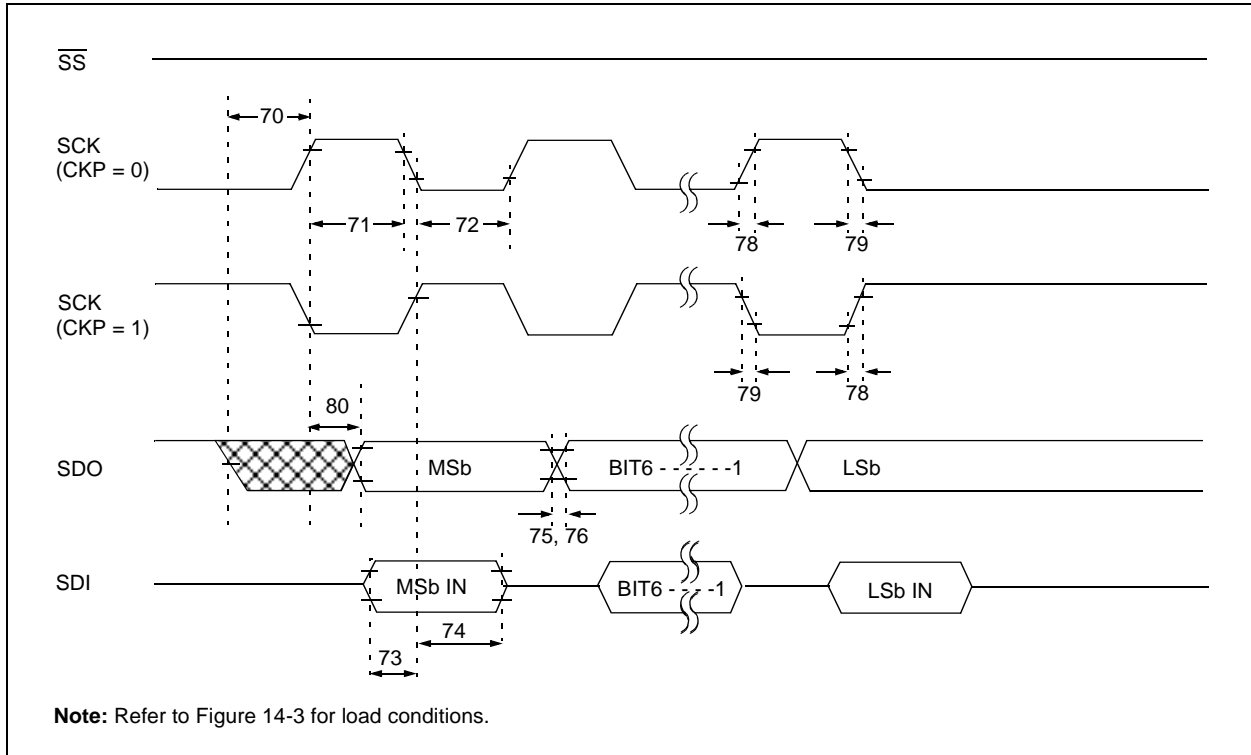 SS
70
SCK
(CKP = 0)
71
72
78
79
SCK
(CKP = 1)
79
78
80
SDO
MSb
BIT6 - - - - - -1
LSb
75, 76
SDI
MSb IN
BIT6 - - - - -1
LSb IN
74
73
Note: Refer to Figure 14-3 for load conditions.